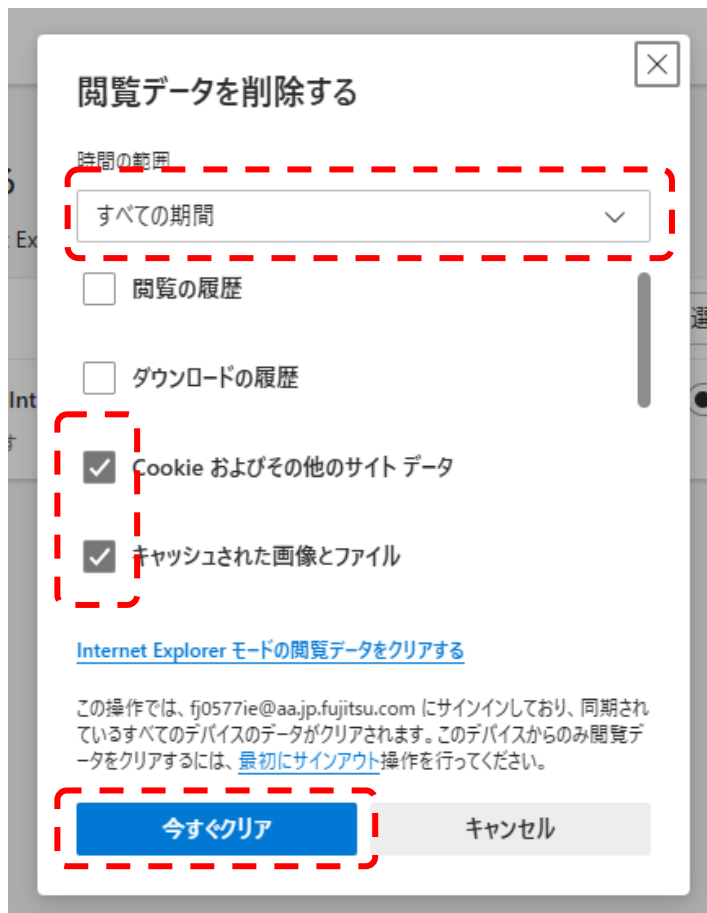 閲覧データを削除する
時間の範囲
すべての期間
: Ex
閲覧の履歴
選
ダウンロードの履歴
Int
す
Cookie およびその他のサイト データ
キャッシュされた画像とファイル
Internet Explorer モードの閲覧データをクリアする
この操作では、fj0577ie@aa.jp.fujitsu.com にサインインしており、同期され
ているすべてのデバイスのデータがクリアされます。このデバイスからのみ閲覧デ
ータをクリアするには、最初にサインアウト操作を行ってください。
今すぐクリア
キャンセル